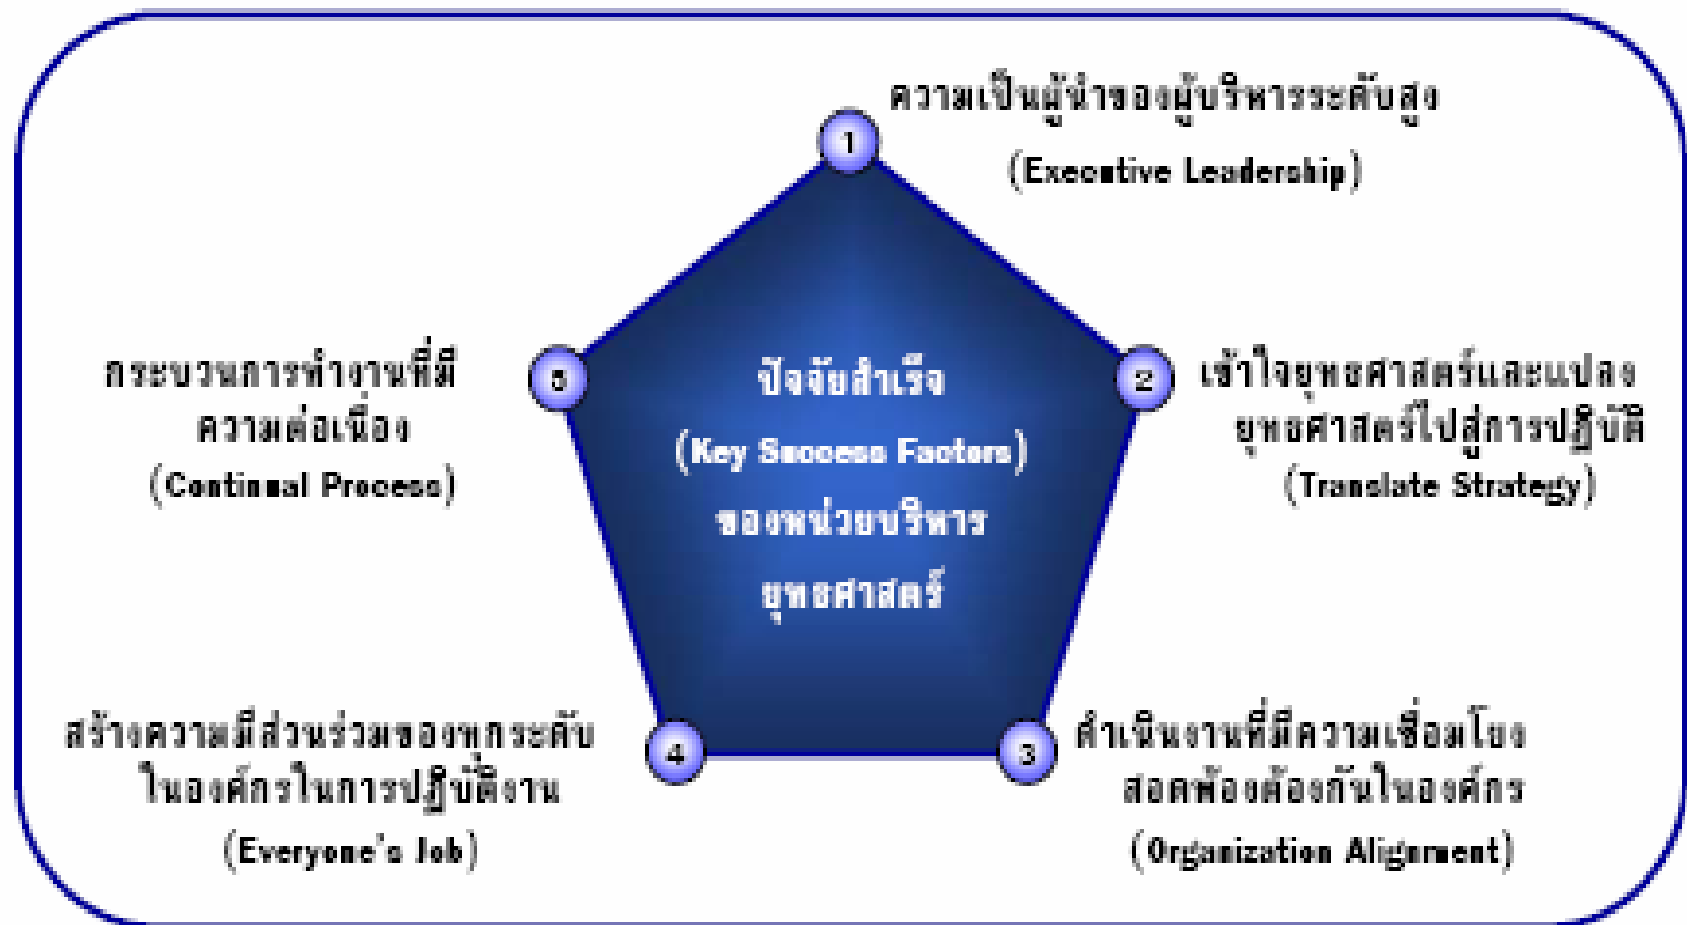 1
ความเป็นผู้นำของผู้บริหารระดับสูง
(Executive Leadership)
2
เข้าใจยุทธศาสตร์และแปลง
ยุทธศาสตร์ไปสู่การปฏิบัติ
(Translate Strategy)
3
ดำเนินงานที่มีความเชื่อมโยง
สอดพ้องต้องกันในองค์กร
(Organization Alignment)
4
สร้างความมีส่วนร่วมของทุกระดับ
ในองค์กรในการปฏิบัติงาน
(Everyone's Job)
5
กระบวนการทำงานที่มี
ความต่อเนื่อง
(Continual Process)
ปัจจัยสำเร็จ
(Key Success Factors)
ของหน่วยบริหาร
ยุทธศาสตร์